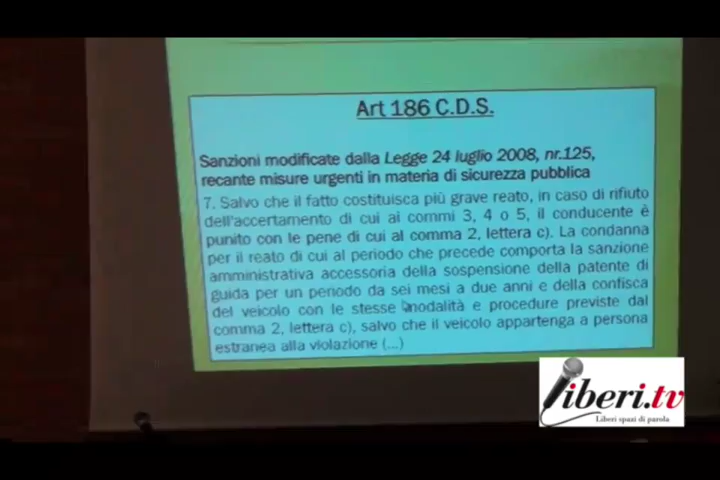 Art 186 C.D.S.
Sanzioni modificate dalla Legge 24 luglio 2008, nr.125,
recante misure urgenti in materia di sicurezza pubblica
7. Salvo che il fatto costituisca più grave reato, in caso di rifiuto
dell'accertamento di cui ai commi 3, 4 o 5, il conducente è
punito con le pene di cui al comma 2, lettera c). La condanna
per il reato di cui al periodo che precede comporta la sanzione
amministrativa accessoria della sospensione della patente di
guida per un periodo da sei mesi a due anni e della confisca
del veicolo con le stesse modalità e procedure previste dal
comma 2, lettera c), salvo che il veicolo appartenga a persona
estranea alla violazione (...)
liberi.tv
Liberi spazi di parola